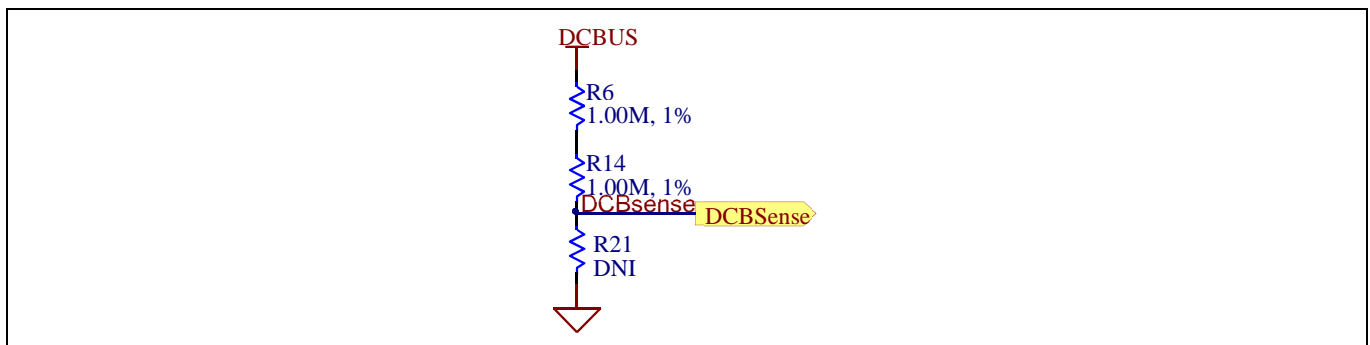 DCBUS
R6
1.00M, 1%
R14
1.00M, 1%
DCBsense
DCBSense
R21
DNI